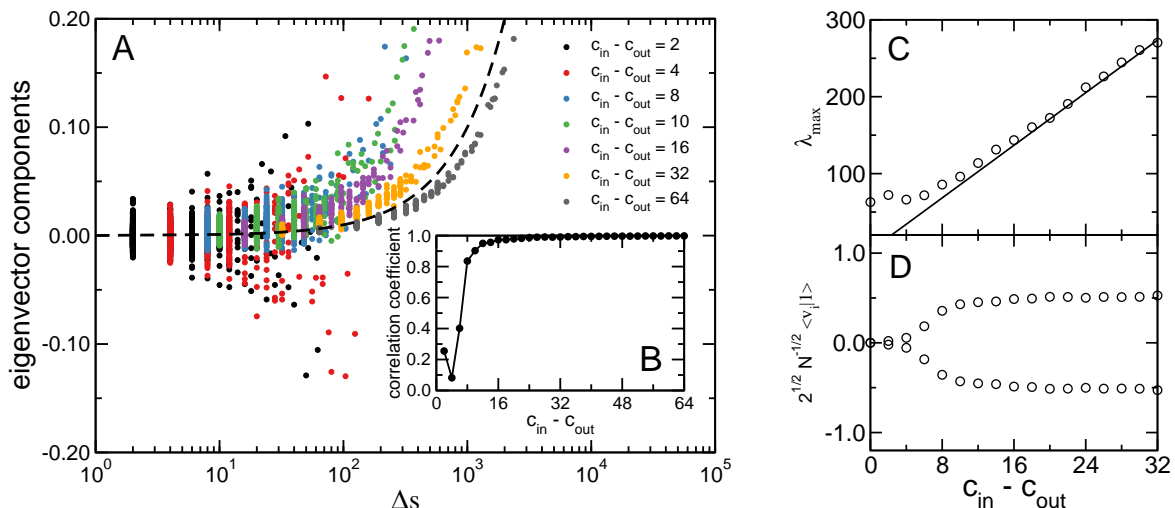 A
0.20
0.10
0.00
-0.10
-0.20
eigenvector components
10^0
10^1
10^2
10^3
10^4
10^5
Δs
c_in - c_out = 2
c_in - c_out = 4
c_in - c_out = 8
c_in - c_out = 10
c_in - c_out = 16
c_in - c_out = 32
c_in - c_out = 64
B
1.0
0.8
0.6
0.4
0.2
0.0
correlation coefficient
0 16 32 48 64
c_in - c_out
C
300
200
100
λ_max
D
1.0
0.0
-1.0
2^{1/2} N^{-1/2} <v_i|1>
0 8 16 24 32
c_in - c_out